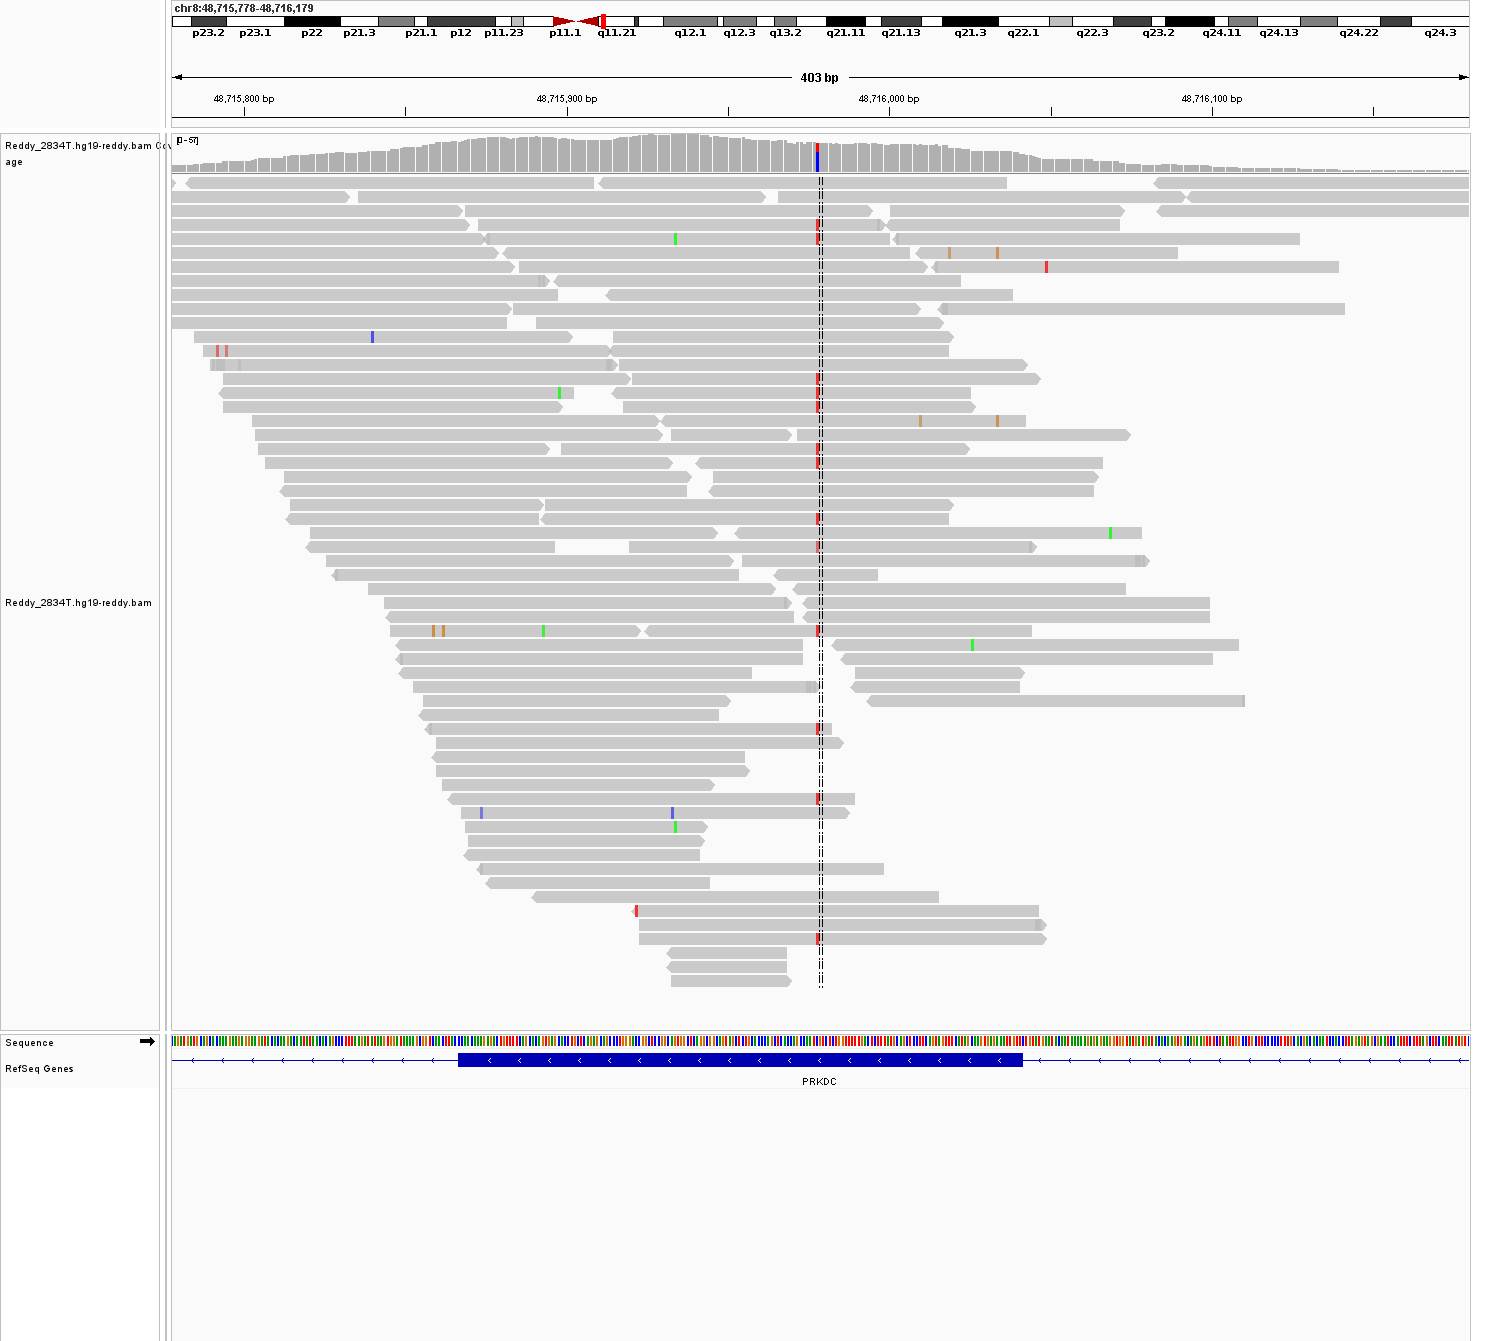 chr8:48,715,778-48,716,179
p23.2 p23.1 p22 p21.3 p21.1 p12 p11.23 p11.1 q11.21 q12.1 q12.3 q13.2 q21.11 q21.13 q21.3 q22.1 q22.3 q23.2 q24.11 q24.13 q24.22 q24.3
403 bp
48,715,800 bp 48,715,900 bp 48,716,000 bp 48,716,100 bp
[0-57]
Reddy_2834T.hg19-reddy.bam Cov
age
Reddy_2834T.hg19-reddy.bam
Sequence
RefSeq Genes
PRKDC